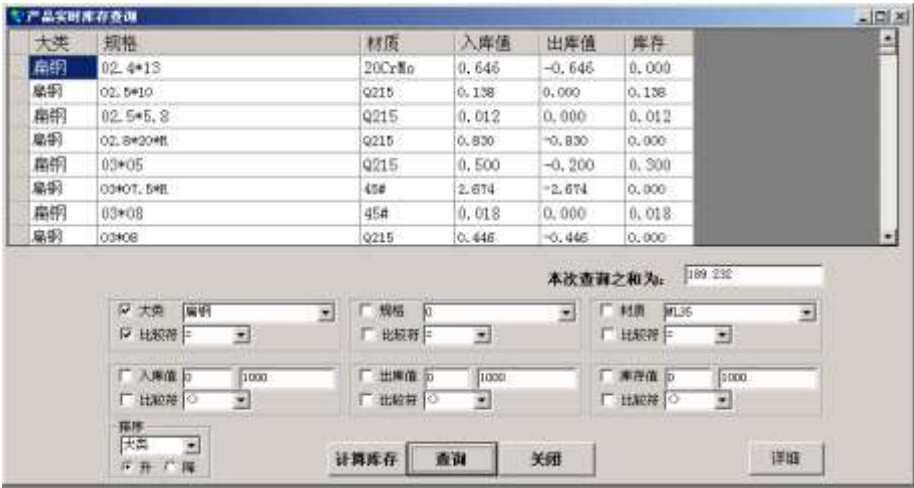 产品实时库存查询
大类 规格 材质 入库值 出库值 库存
扁钢 02.4*13 20CrMo 0.646 -0.646 0.000
扁钢 02.5*10 Q215 0.138 0.000 0.138
扁钢 02.5*5.8 Q215 0.012 0.000 0.012
扁钢 02.8*20*R Q215 0.830 -0.830 0.000
扁钢 03*05 Q215 0.500 -0.200 0.300
扁钢 03*07.5*R 45# 2.674 -2.674 0.000
扁钢 03*08 45# 0.018 0.000 0.018
扁钢 03*08 Q215 0.446 -0.446 0.000
本次查询之和为: 189.232
大类 扁钢 规格 0 材质 ML35
比较符 = 比较符 = 比较符 =
入库值 0 1000 出库值 0 1000 库存值 0 1000
比较符 <> 比较符 <> 比较符 <>
排序
大类
升 降 计算库存 查询 关闭 详细